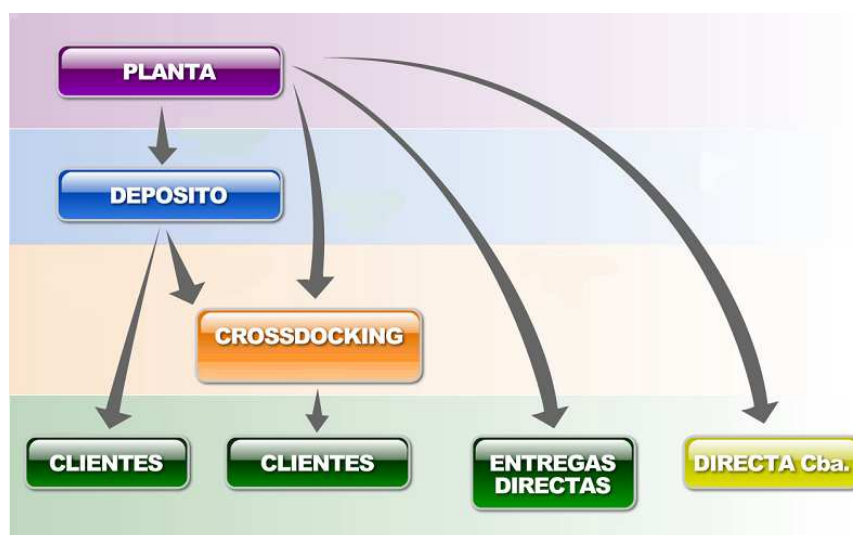 PLANTA
DEPOSITO
CROSSDOCKING
CLIENTES
CLIENTES
ENTREGAS
DIRECTAS
DIRECTA Cba.